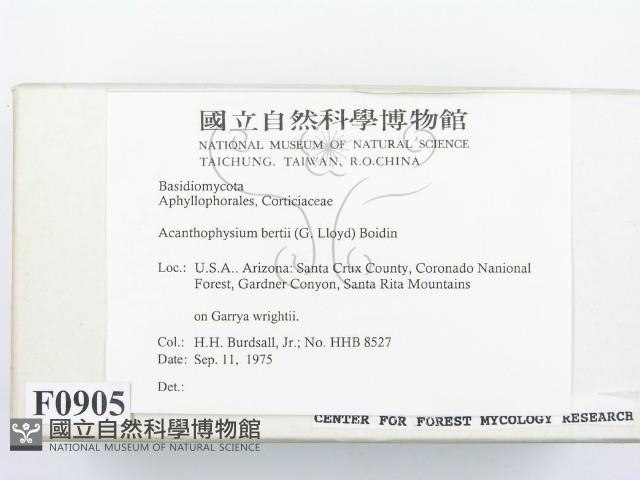 國立自然科學博物館
NATIONAL MUSEUM OF NATURAL SCIENCE
TAICHUNG, TAIWAN, R.O.CHINA
Basidiomycota
Aphyllophorales, Corticiaceae
Acanthophysium bertii (G. Lloyd) Boidin
Loc.: U.S.A.. Arizona: Santa Crux County, Coronado Nanional
Forest, Gardner Conyon, Santa Rita Mountains
on Garrya wrightii.
Col.: H.H. Burdsall, Jr.; No. HHB 8527
Date: Sep. 11, 1975
Det.:
F0905
CENTER FOR FOREST MYCOLOGY RESEARCH
國立自然科學博物館
NATIONAL MUSEUM OF NATURAL SCIENCE